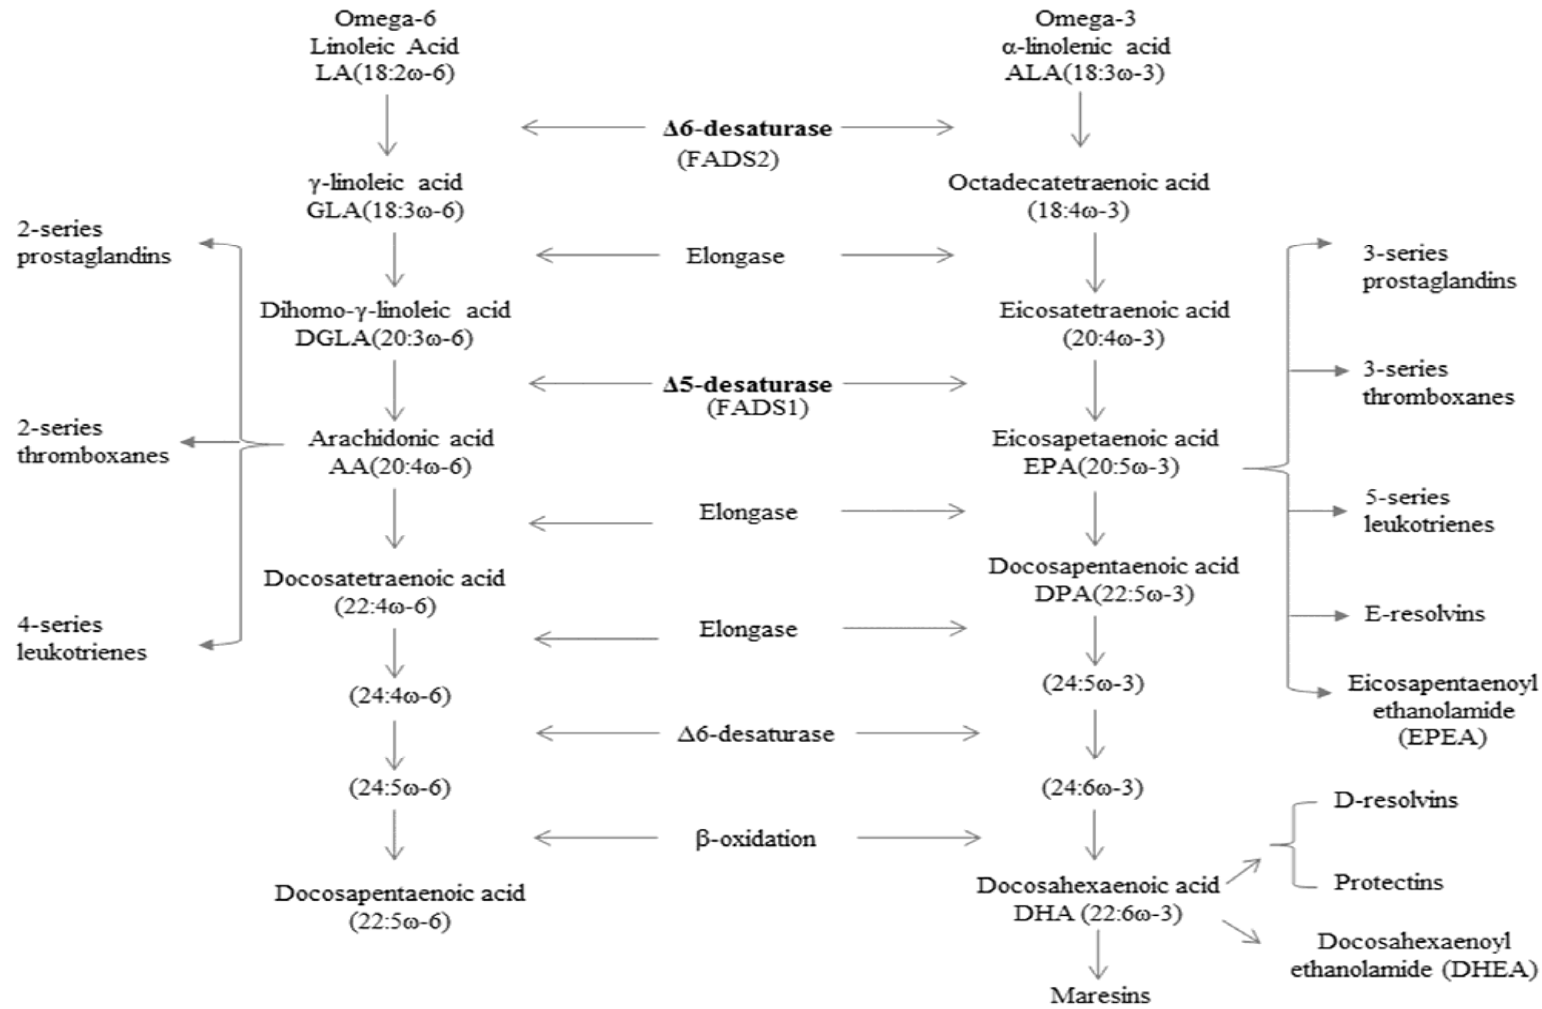 Omega-6
Linoleic Acid
LA(18:2ω-6)
Omega-3
α-linolenic acid
ALA(18:3ω-3)
Δ6-desaturase
(FADS2)
γ-linoleic acid
GLA(18:3ω-6)
Octadecatetraenoic acid
(18:4ω-3)
2-series
prostaglandins
Elongase
3-series
prostaglandins
Dihomo-γ-linoleic acid
DGLA(20:3ω-6)
Eicosatetraenoic acid
(20:4ω-3)
Δ5-desaturase
(FADS1)
3-series
thromboxanes
2-series
thromboxanes
Arachidonic acid
AA(20:4ω-6)
Eicosapetaenoic acid
EPA(20:5ω-3)
Elongase
5-series
leukotrienes
Docosatetraenoic acid
(22:4ω-6)
Docosapentaenoic acid
DPA(22:5ω-3)
4-series
leukotrienes
Elongase
E-resolvins
(24:4ω-6)
(24:5ω-3)
Eicosapentaenoyl
ethanolamide
(EPEA)
Δ6-desaturase
(24:5ω-6)
(24:6ω-3)
D-resolvins
β-oxidation
Protectins
Docosapentaenoic acid
(22:5ω-6)
Docosahexaenoic acid
DHA (22:6ω-3)
Docosahexaenoyl
ethanolamide (DHEA)
Maresins